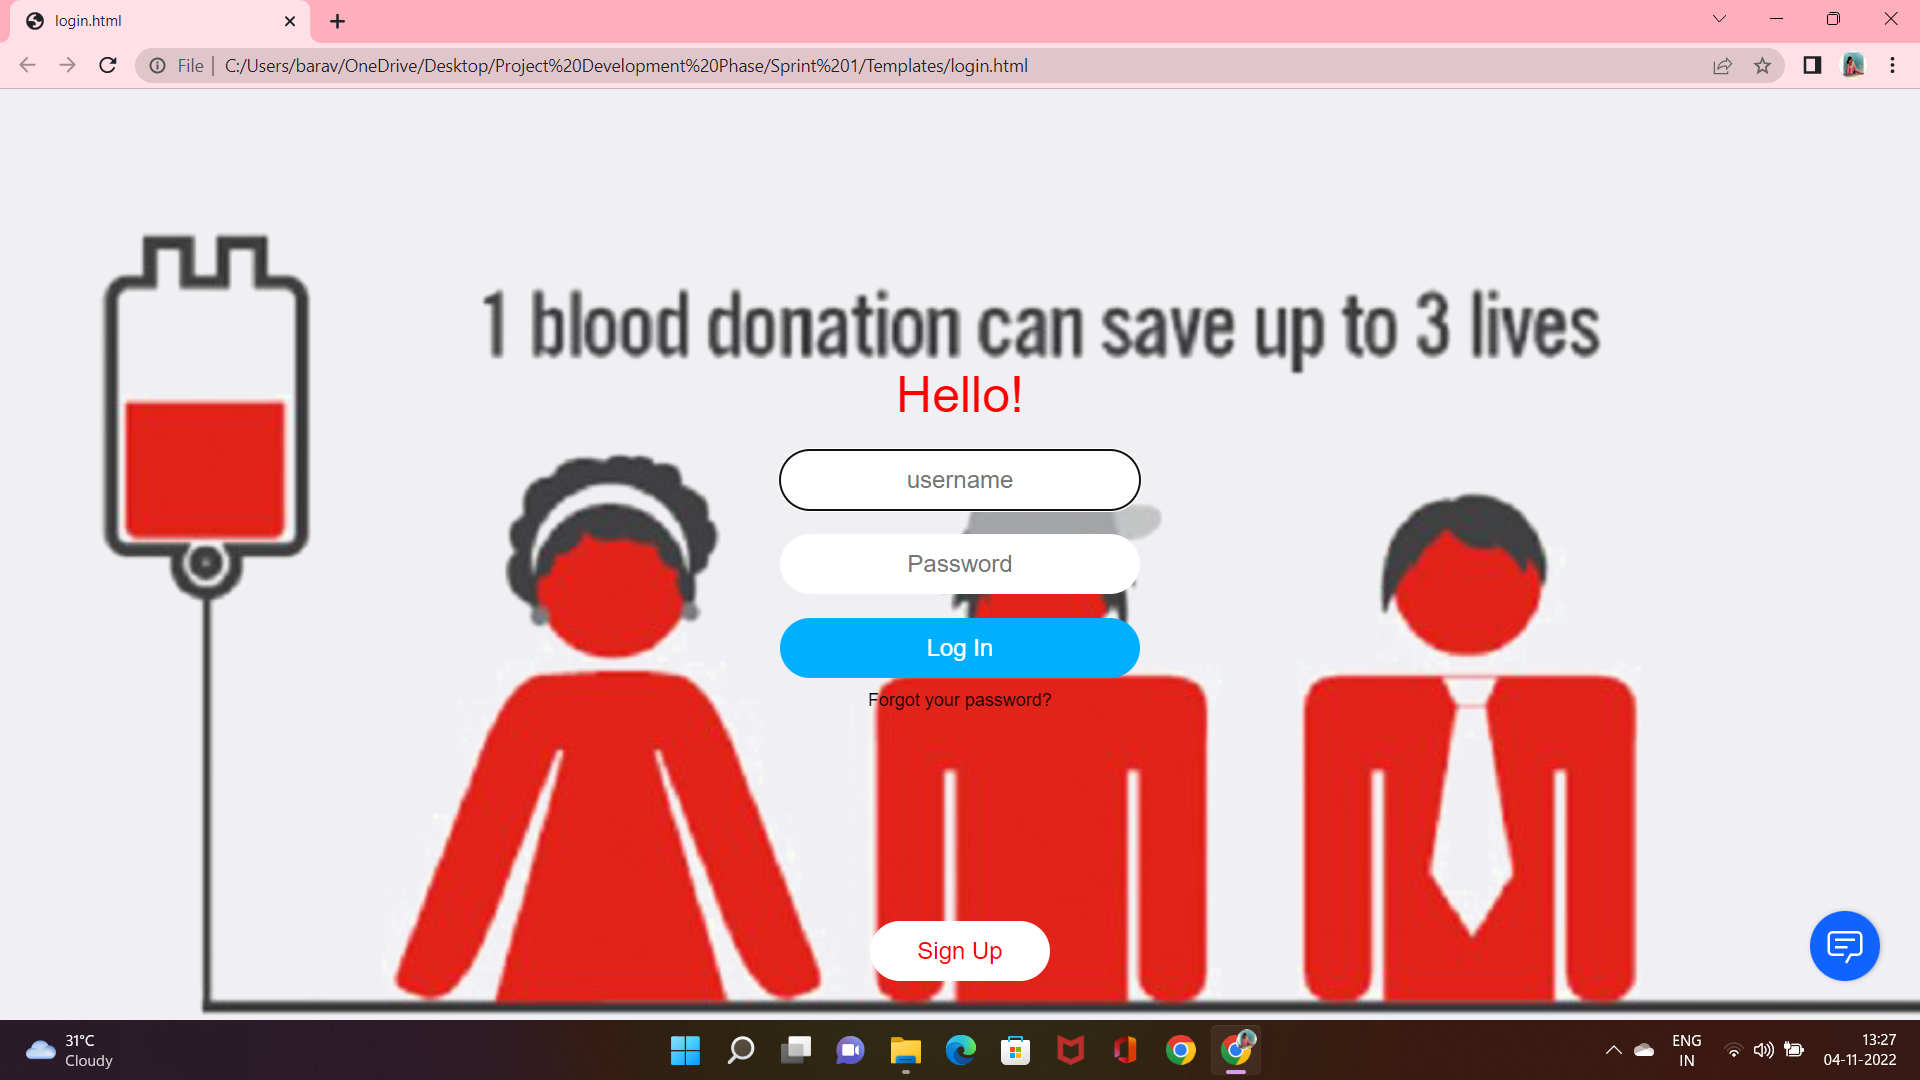 login.html
File
C:/Users/barav/OneDrive/Desktop/Project%20Development%20Phase/Sprint%201/Templates/login.html
1 blood donation can save up to 3 lives
Hello!
username
Password
Log In
Forgot your password?
Sign Up
31°C
Cloudy
ENG
IN
13:27
04-11-2022